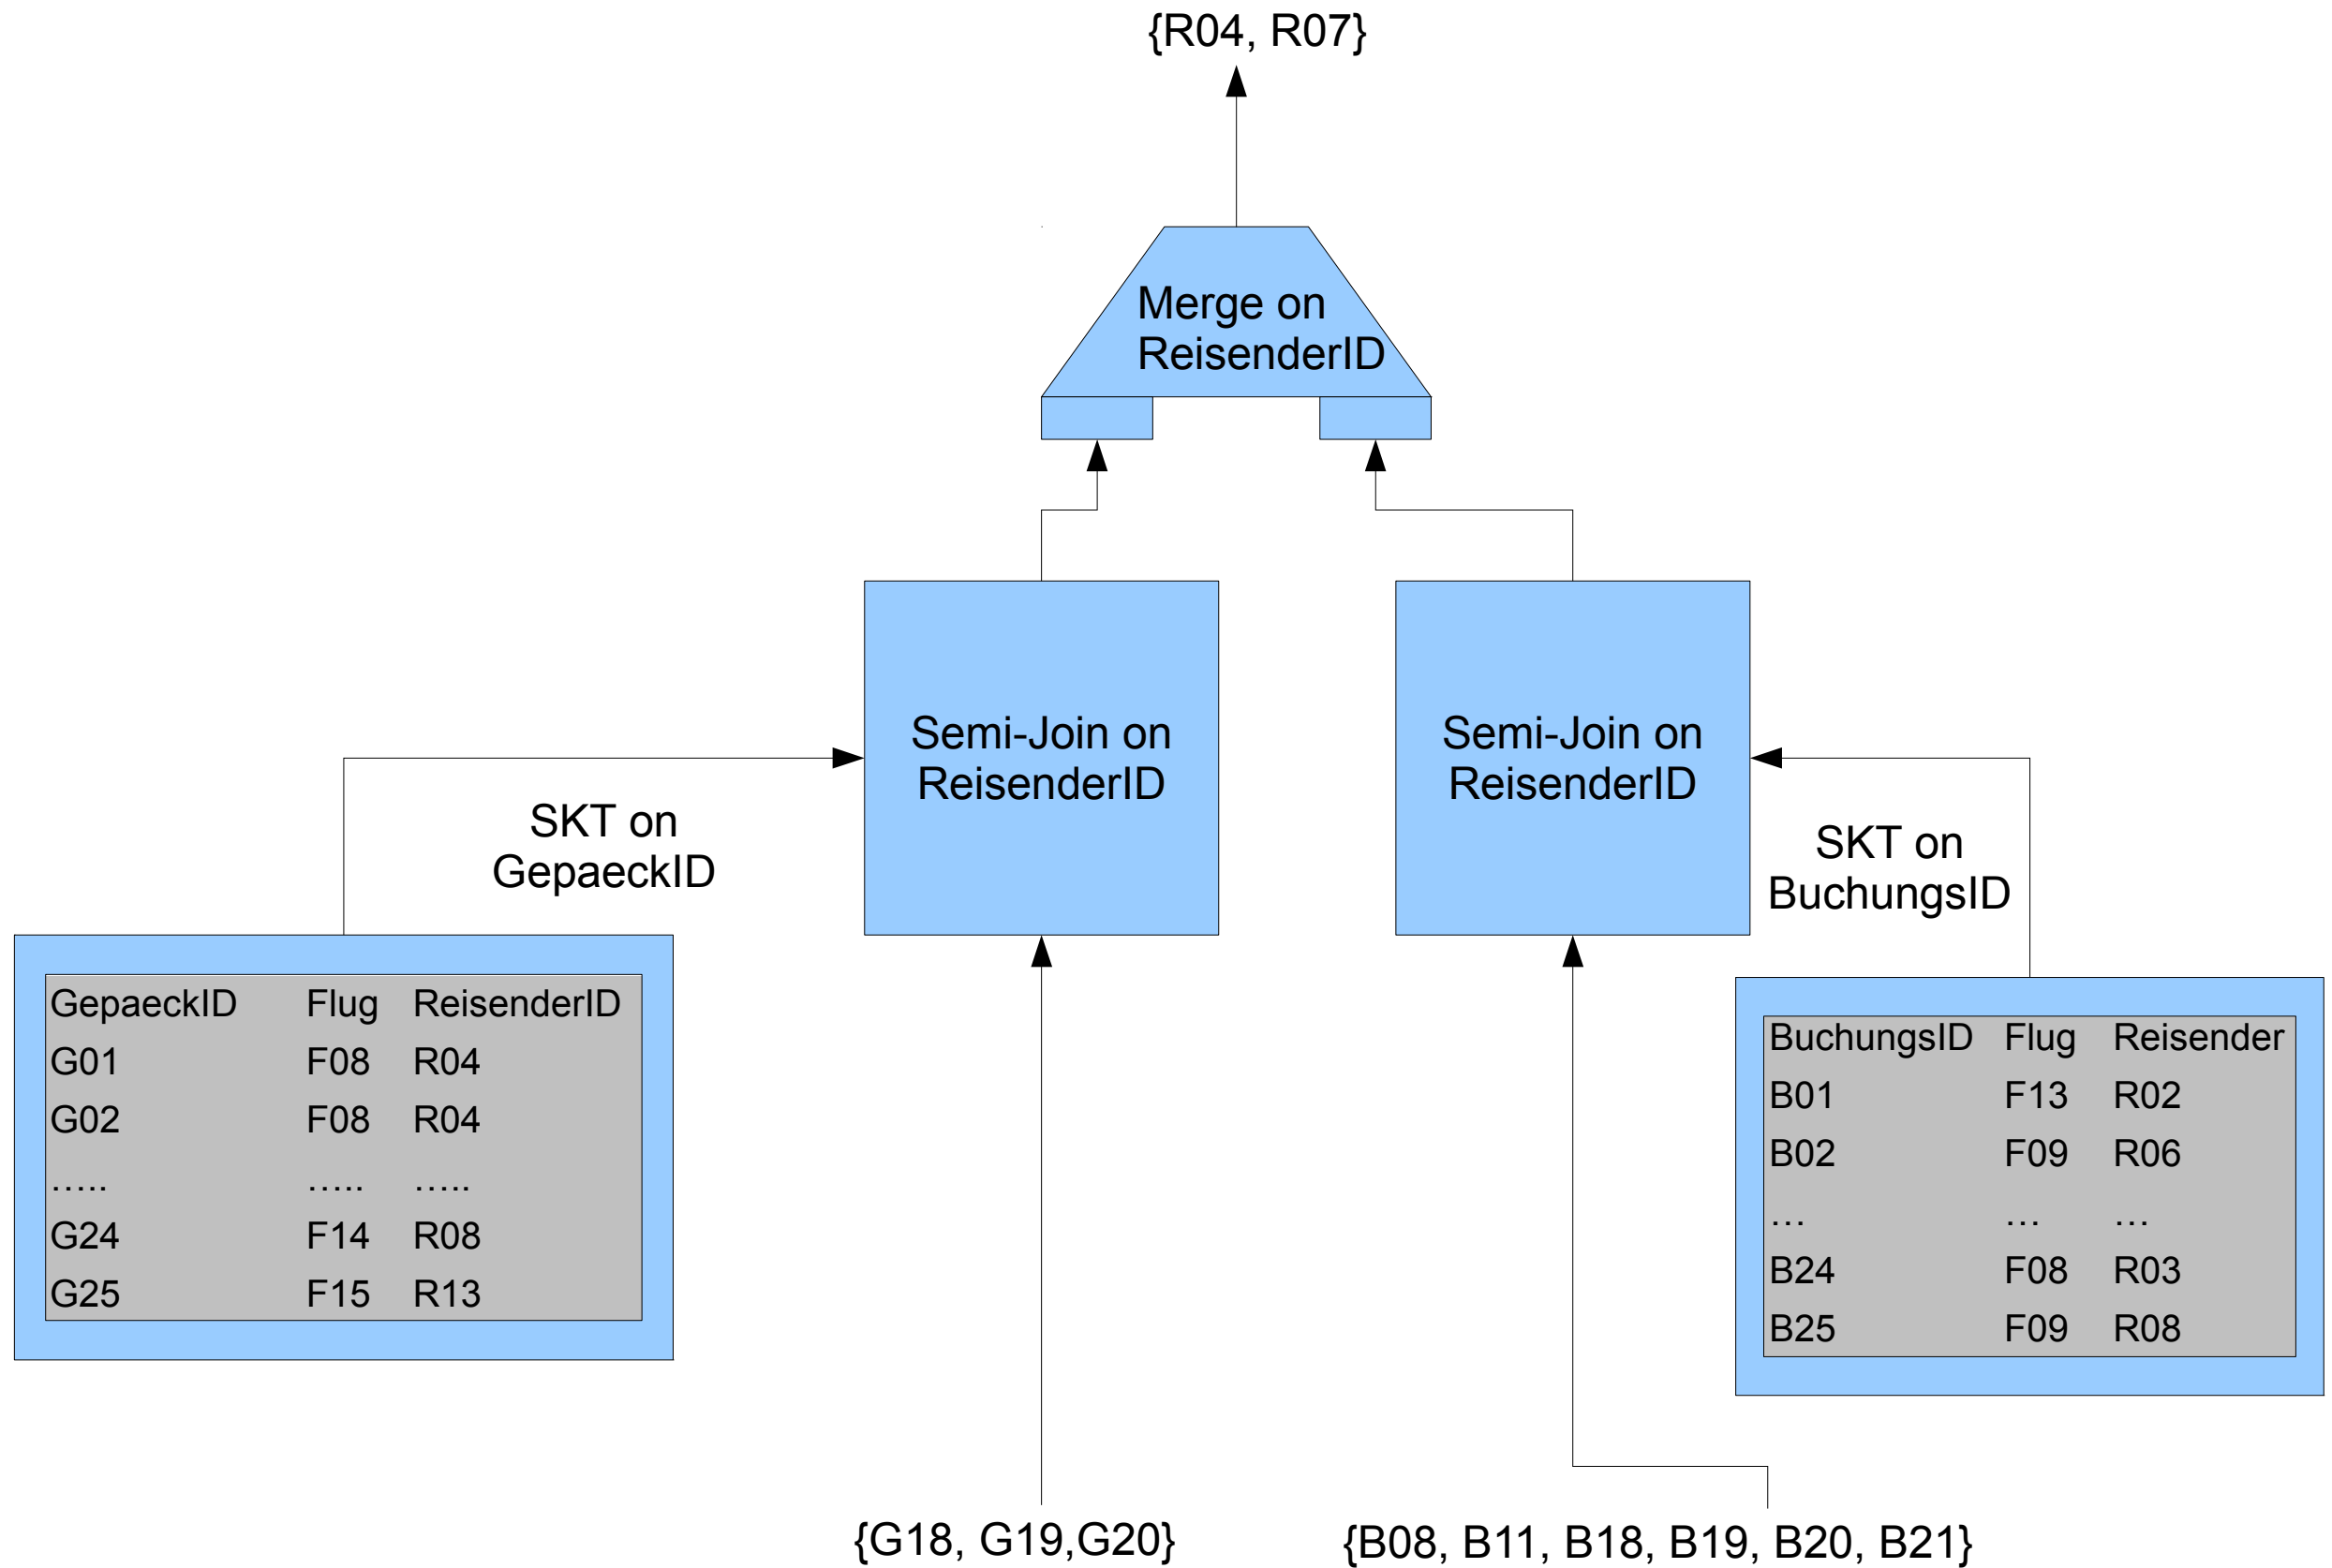 {R04, R07}
Merge on
ReisenderID
Semi-Join on
ReisenderID
Semi-Join on
ReisenderID
SKT on
GepaeckID
SKT on
BuchungsID
GepaeckID Flug ReisenderID
G01 F08 R04
G02 F08 R04
..... ..... .....
G24 F14 R08
G25 F15 R13
BuchungsID Flug Reisender
B01 F13 R02
B02 F09 R06
... ... ...
B24 F08 R03
B25 F09 R08
{G18, G19,G20}
{B08, B11, B18, B19, B20, B21}